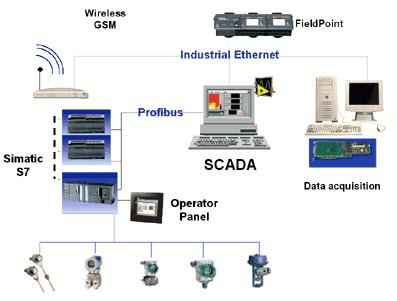 Wireless
GSM
FieldPoint
Industrial Ethernet
Profibus
Simatic
S7
SCADA
Data acquisition
Operator
Panel